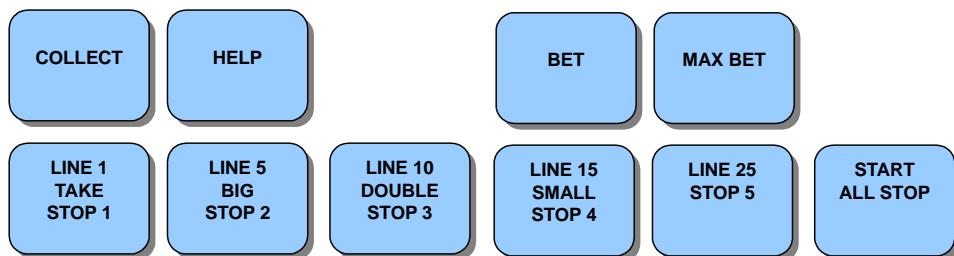 COLLECT
HELP
BET
MAX BET
LINE 1
TAKE
STOP 1
LINE 5
BIG
STOP 2
LINE 10
DOUBLE
STOP 3
LINE 15
SMALL
STOP 4
LINE 25
STOP 5
START
ALL STOP